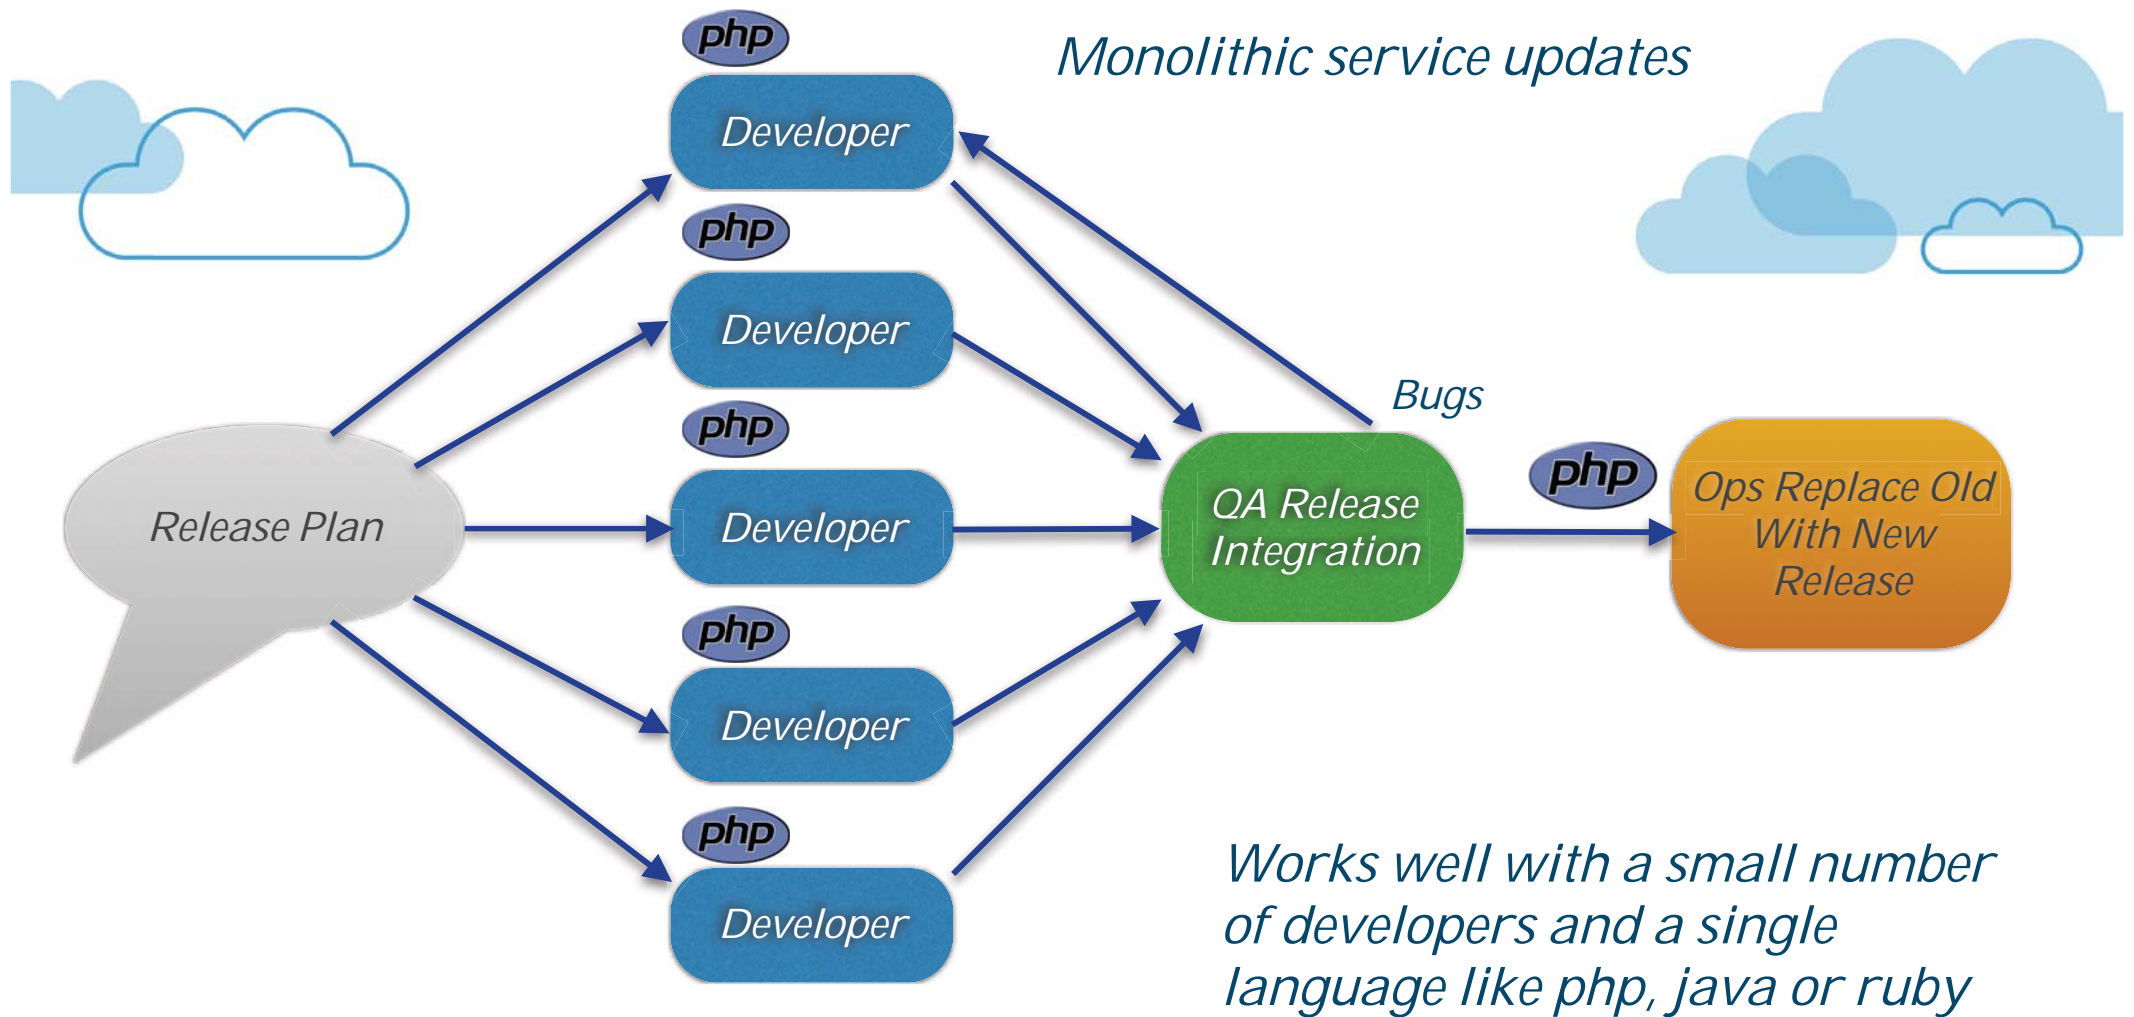 php
Monolithic service updates
Developer
php
Developer
Bugs
php
Release Plan
Developer
QA Release
Integration
php
Ops Replace Old
With New
Release
php
Developer
php
Developer
Works well with a small number
of developers and a single
language like php, java or ruby